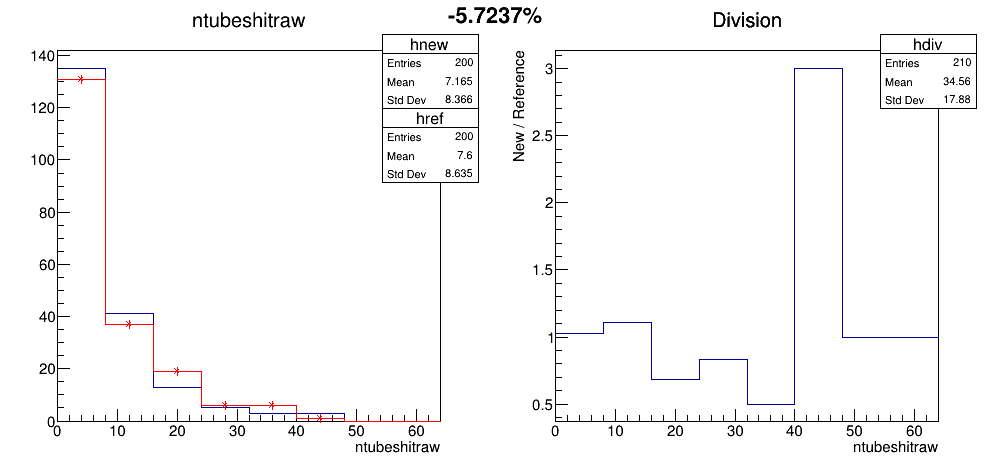 -5.7237%
ntubeshitraw
hnew
Entries 200
Mean 7.165
Std Dev 8.366
href
Entries 200
Mean 7.6
Std Dev 8.635
140
120
100
80
60
40
20
0
0 10 20 30 40 50 60
ntubeshitraw
Division
hdiv
Entries 210
Mean 34.56
Std Dev 17.88
New / Reference
3
2.5
2
1.5
1
0.5
0 10 20 30 40 50 60
ntubeshitraw